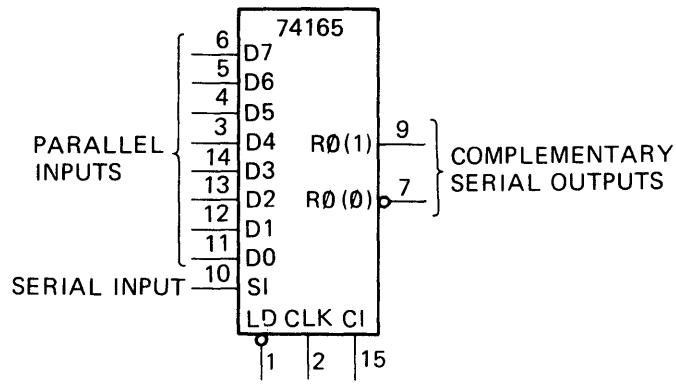 74165
6
D7
5
D6
4
D5
3
D4
14
D3
13
D2
12
D1
11
D0
10
SI
PARALLEL
INPUTS
SERIAL INPUT
RØ(1)
9
RØ(Ø)
7
COMPLEMENTARY
SERIAL OUTPUTS
LD CLK CI
1
2
15